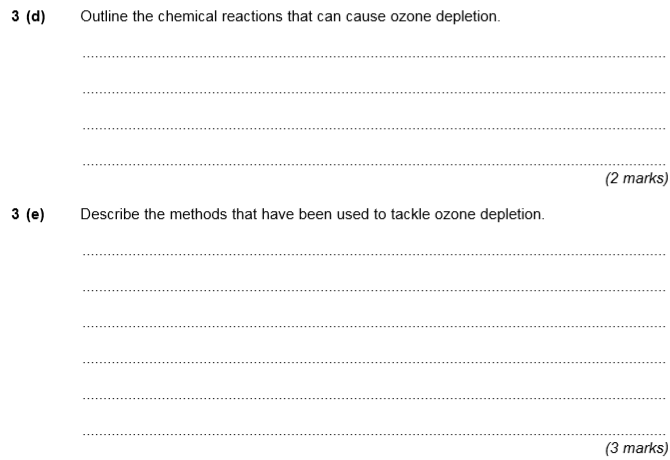 3 (d) Outline the chemical reactions that can cause ozone depletion.
(2 marks)
3 (e) Describe the methods that have been used to tackle ozone depletion.
(3 marks)